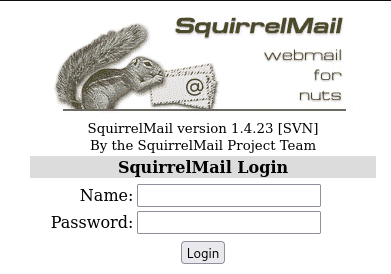 SquirrelMail
webmail
for
nuts
@
SquirrelMail version 1.4.23 [SVN]
By the SquirrelMail Project Team
SquirrelMail Login
Name:
Password:
Login